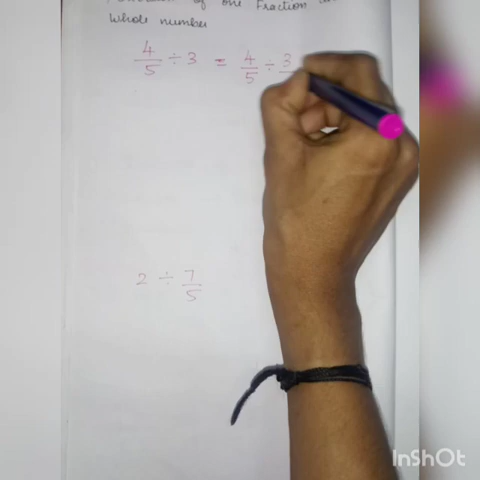 of one Fraction
Whole number
4/5 ÷ 3 = 4/5 ÷ 3
2 ÷ 7/5
InShOt